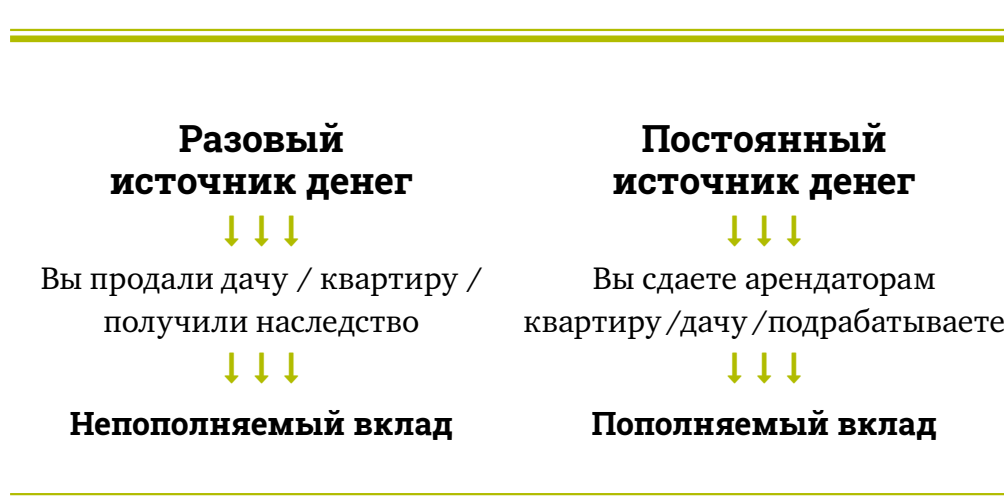 Разовый
источник денег
↓ ↓ ↓
Вы продали дачу / квартиру /
получили наследство
↓ ↓ ↓
Непополняемый вклад
Постоянный
источник денег
↓ ↓ ↓
Вы сдаете арендаторам
квартиру/дачу/подрабатываете
↓ ↓ ↓
Пополняемый вклад